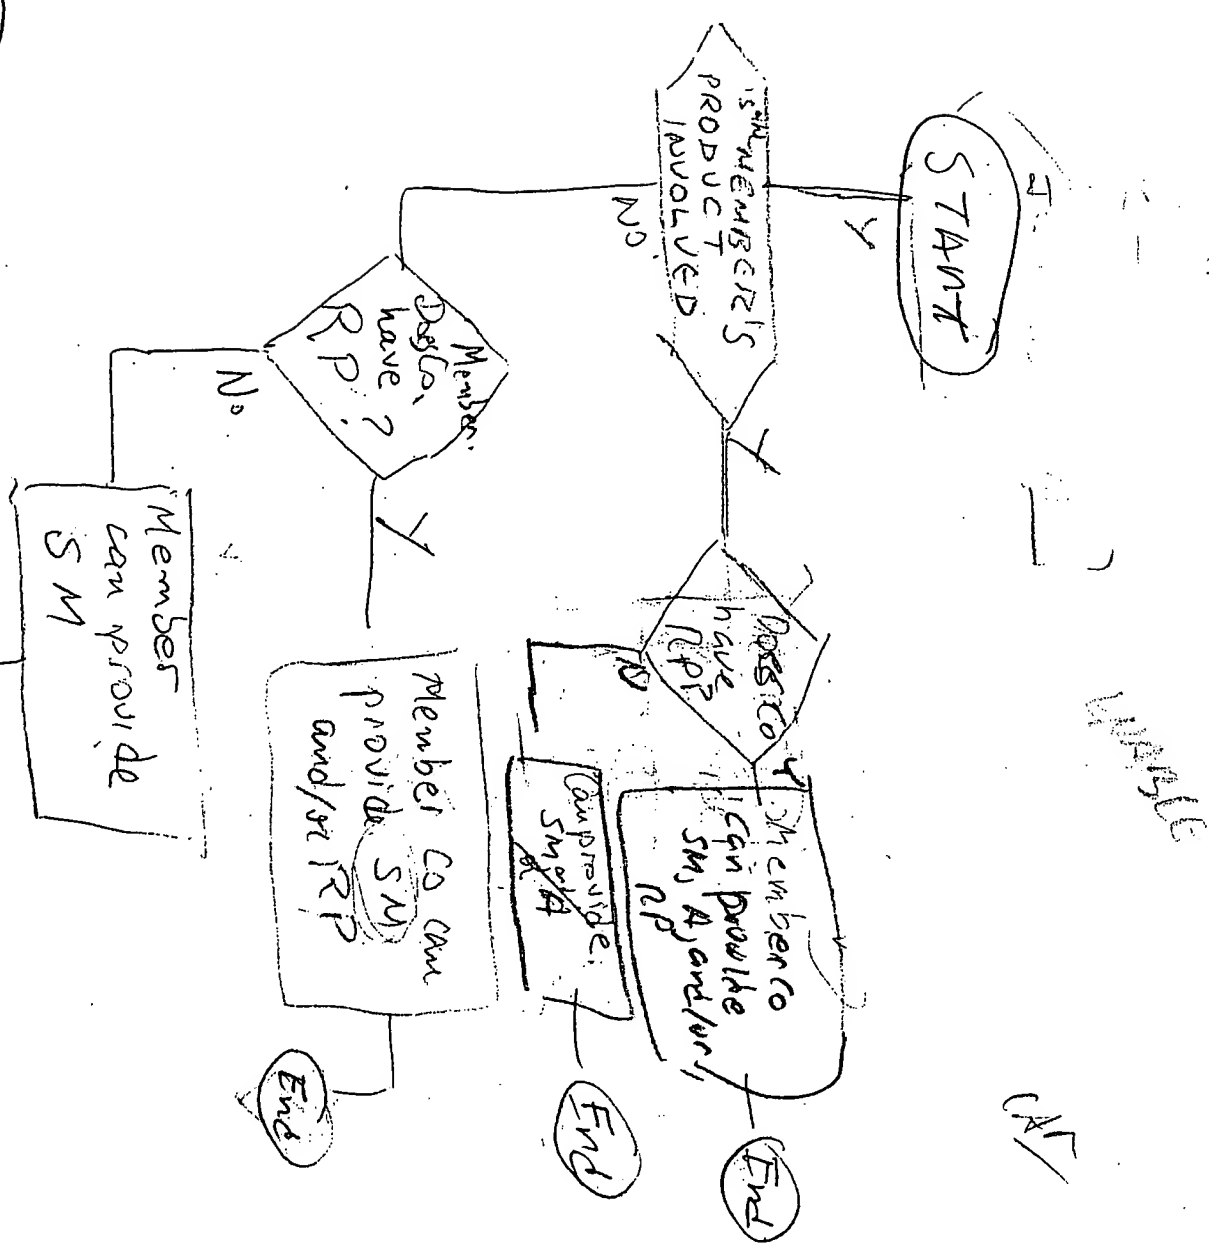 START
Y
is the MEMBER'S
PRODUCT
INVOLVED
Y
No
Does Co
have
RP?
Y
N
Member Co
can provide
SM, A, and/or,
RP
End
Can provide
SM
A
End
Member
Does Co.
have
RP?
Y
No
Member Co can
provide SM
and/or RP
End
Member
can provide
SM